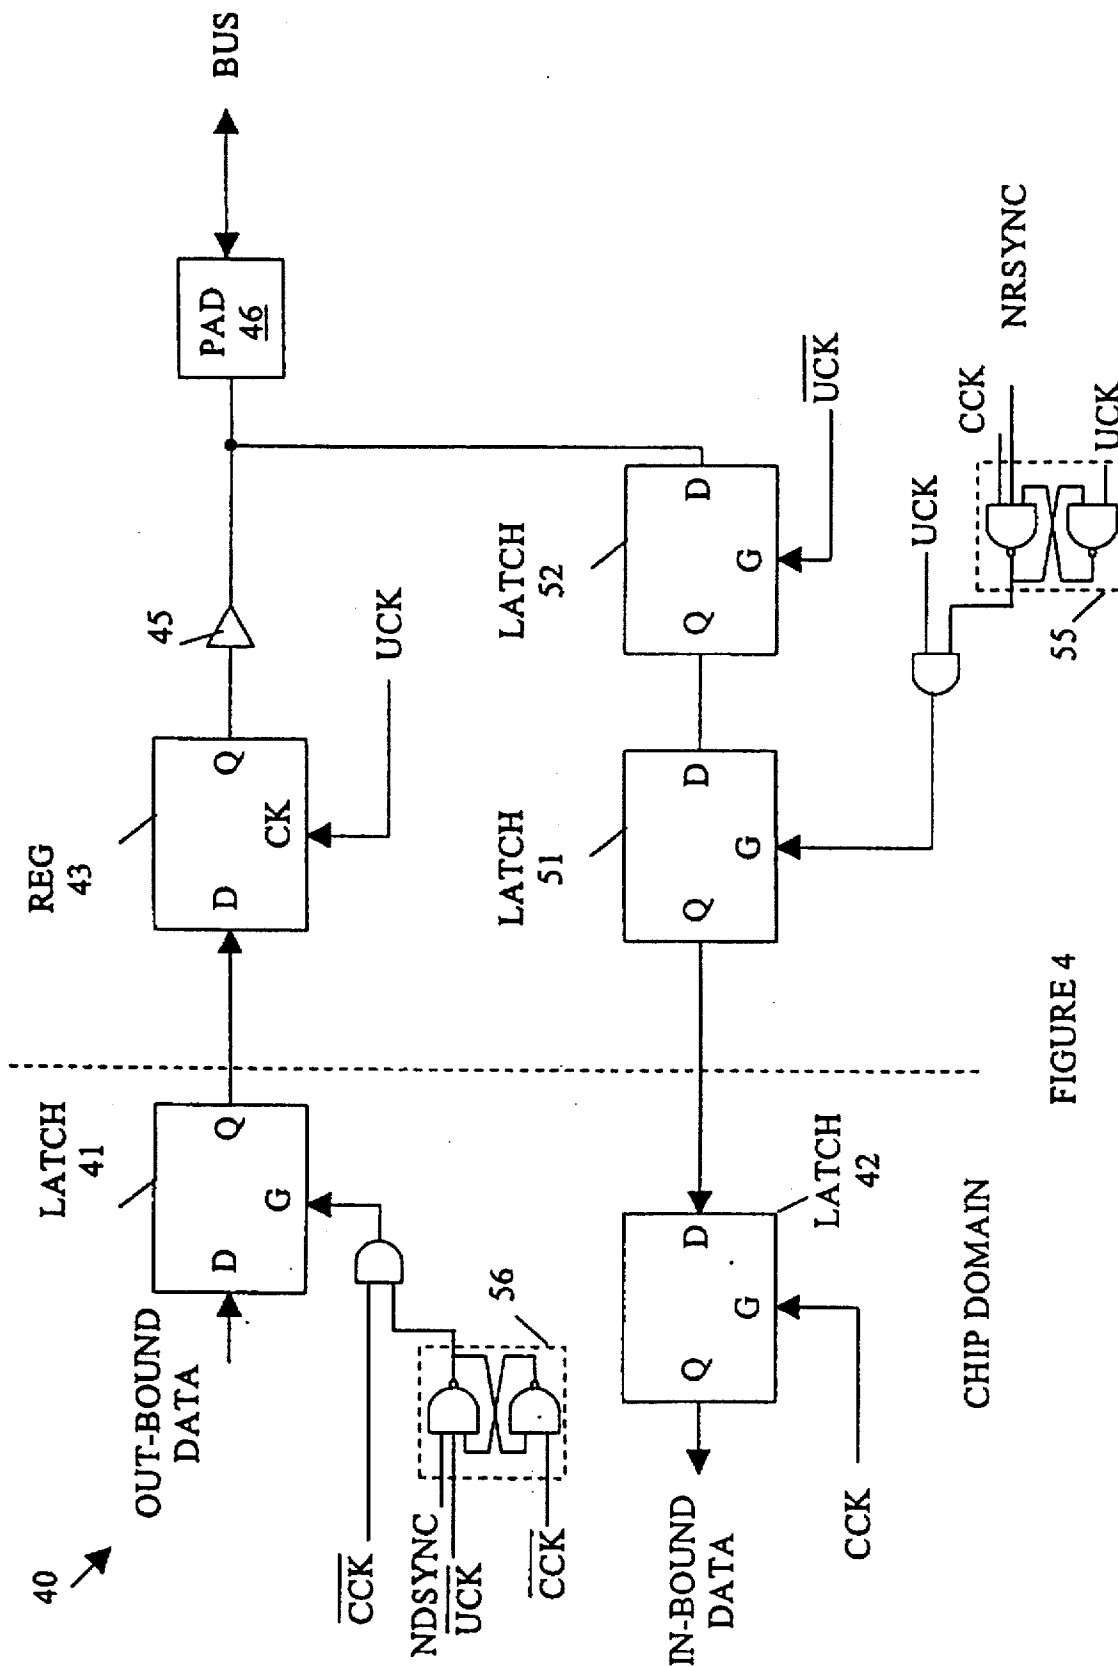 40
OUT-BOUND
DATA
LATCH
41
D
Q
G
REG
43
D
Q
CK
UCK
45
PAD
46
BUS
CCK
NDSYNC
UCK
CCK
56
IN-BOUND
DATA
Q
D
G
LATCH
42
CCK
LATCH
51
Q
D
G
LATCH
52
Q
D
G
UCK
UCK
CCK
NRSYNC
UCK
55
CHIP DOMAIN
FIGURE 4